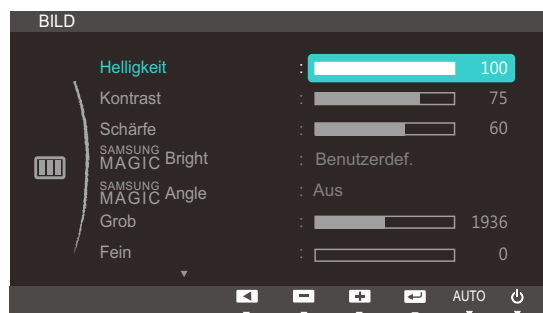 BILD
Helligkeit : 100
Kontrast : 75
Schärfe : 60
SAMSUNG MAGIC Bright : Benutzerdef.
SAMSUNG MAGIC Angle : Aus
Grob : 1936
Fein : 0
AUTO